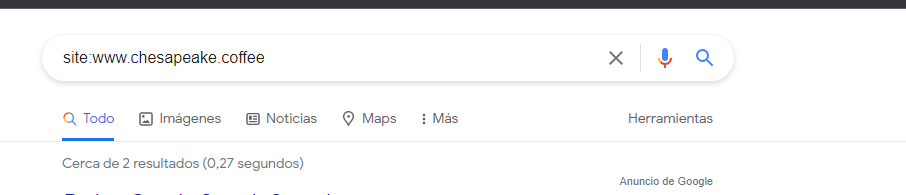 site:www.chesapeake.coffee
Todo Imágenes Noticias Maps Más Herramientas
Cerca de 2 resultados (0,27 segundos)
Anuncio de Google